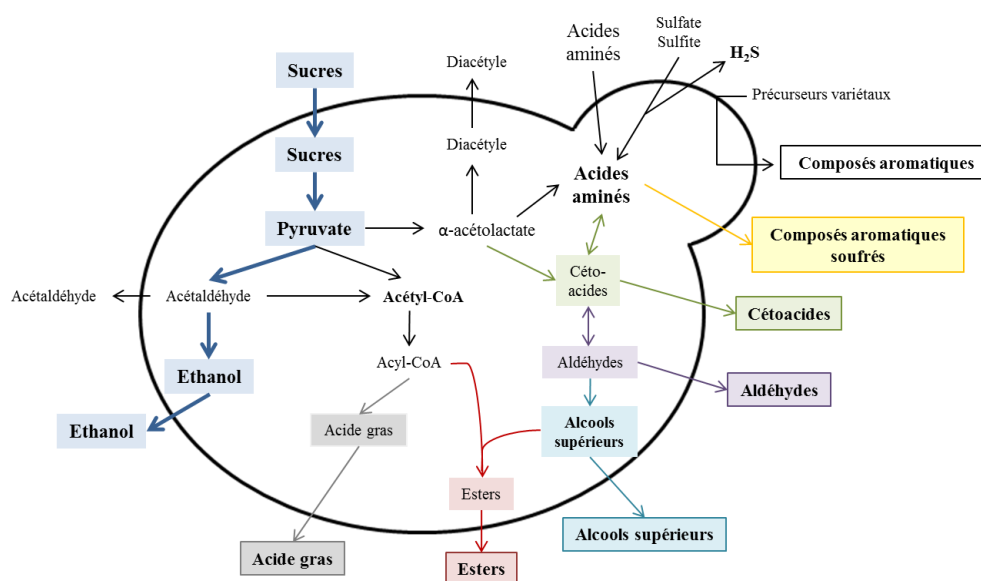 Acides
aminés
Sulfate
Sulfite
H₂S
Diacétyle
Sucres
Précurseurs variétaux
Diacétyle
Sucres
Composés aromatiques
Acides
aminés
Pyruvate
α-acétolactate
Composés aromatiques
soufrés
Céto-
acides
Acétaldéhyde
Acétaldéhyde
Acétyl-CoA
Cétoacides
Acyl-CoA
Aldéhydes
Ethanol
Aldéhydes
Ethanol
Acide gras
Alcools
supérieurs
Esters
Alcools supérieurs
Acide gras
Esters